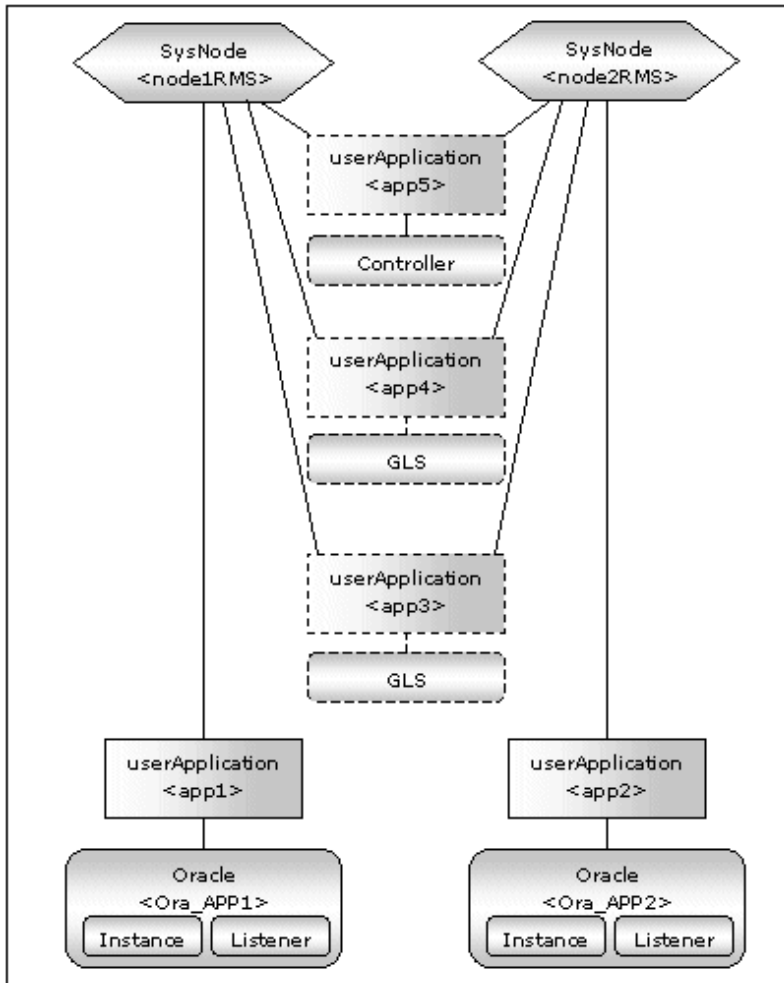 SysNode
<node1RMS>
SysNode
<node2RMS>
userApplication
<app5>
Controller
userApplication
<app4>
GLS
userApplication
<app3>
GLS
userApplication
<app1>
userApplication
<app2>
Oracle
<Ora_APP1>
Instance
Listener
Oracle
<Ora_APP2>
Instance
Listener